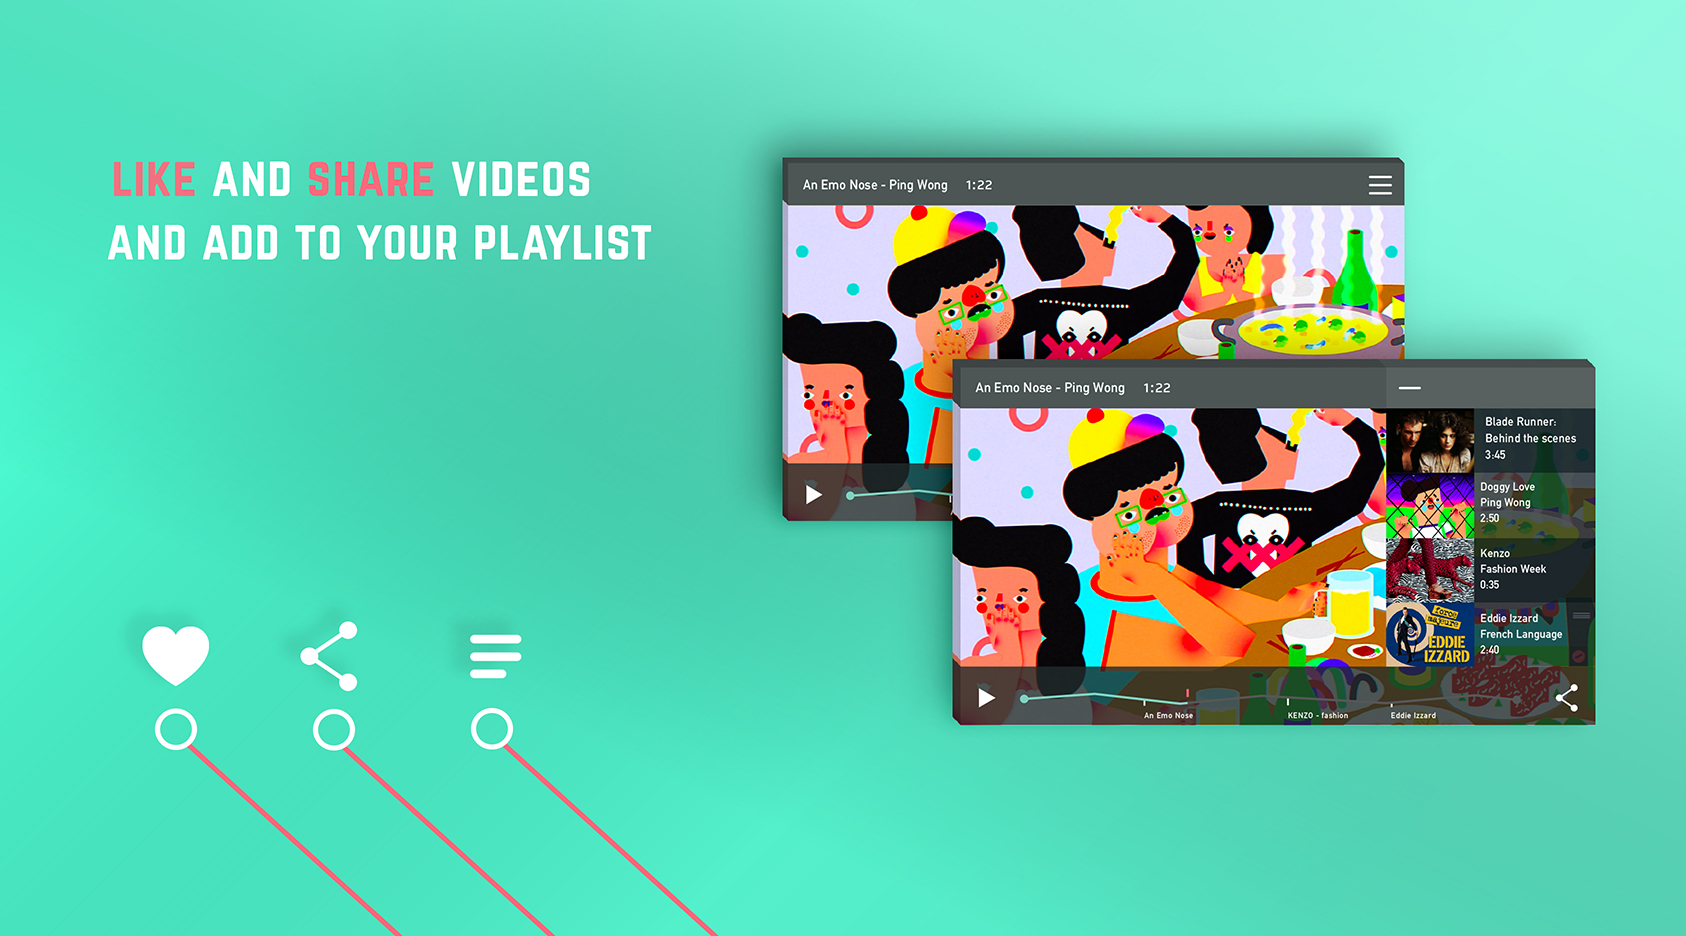 LIKE AND SHARE VIDEOS
AND ADD TO YOUR PLAYLIST
An Emo Nose - Ping Wong 1:22
An Emo Nose - Ping Wong 1:22
Blade Runner:
Behind the scenes
3:45
Doggy Love
Ping Wong
2:50
Kenzo
Fashion Week
0:35
EDDIE
IZZARD
Eddie Izzard
French Language
2:40
An Emo Nose
KENZO - fashion
Eddie Izzard